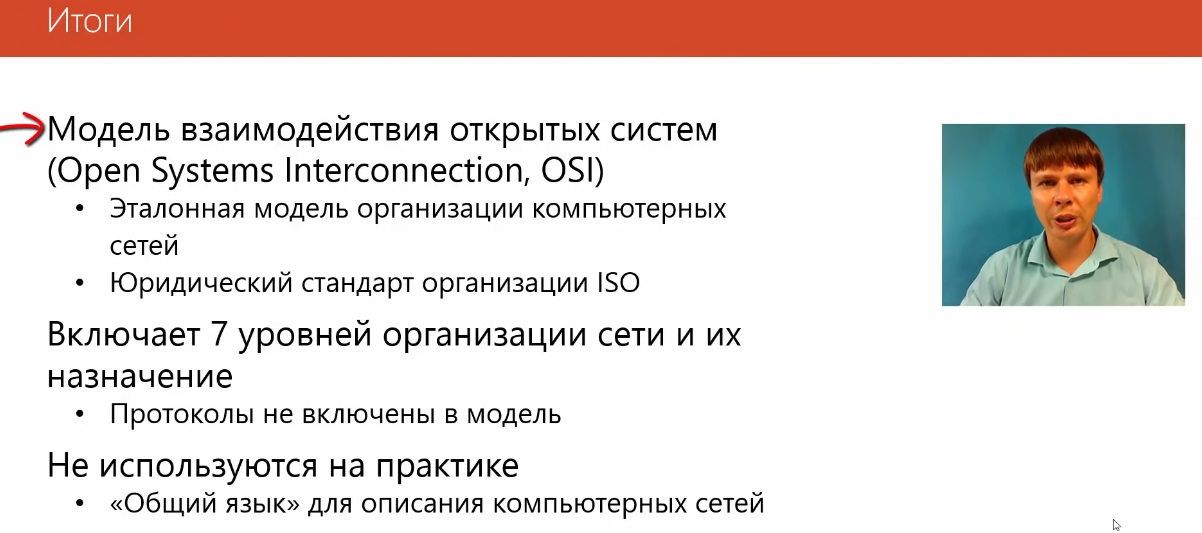 Итоги
Модель взаимодействия открытых систем
(Open Systems Interconnection, OSI)
• Эталонная модель организации компьютерных
сетей
• Юридический стандарт организации ISO
Включает 7 уровней организации сети и их
назначение
• Протоколы не включены в модель
Не используются на практике
• «Общий язык» для описания компьютерных сетей